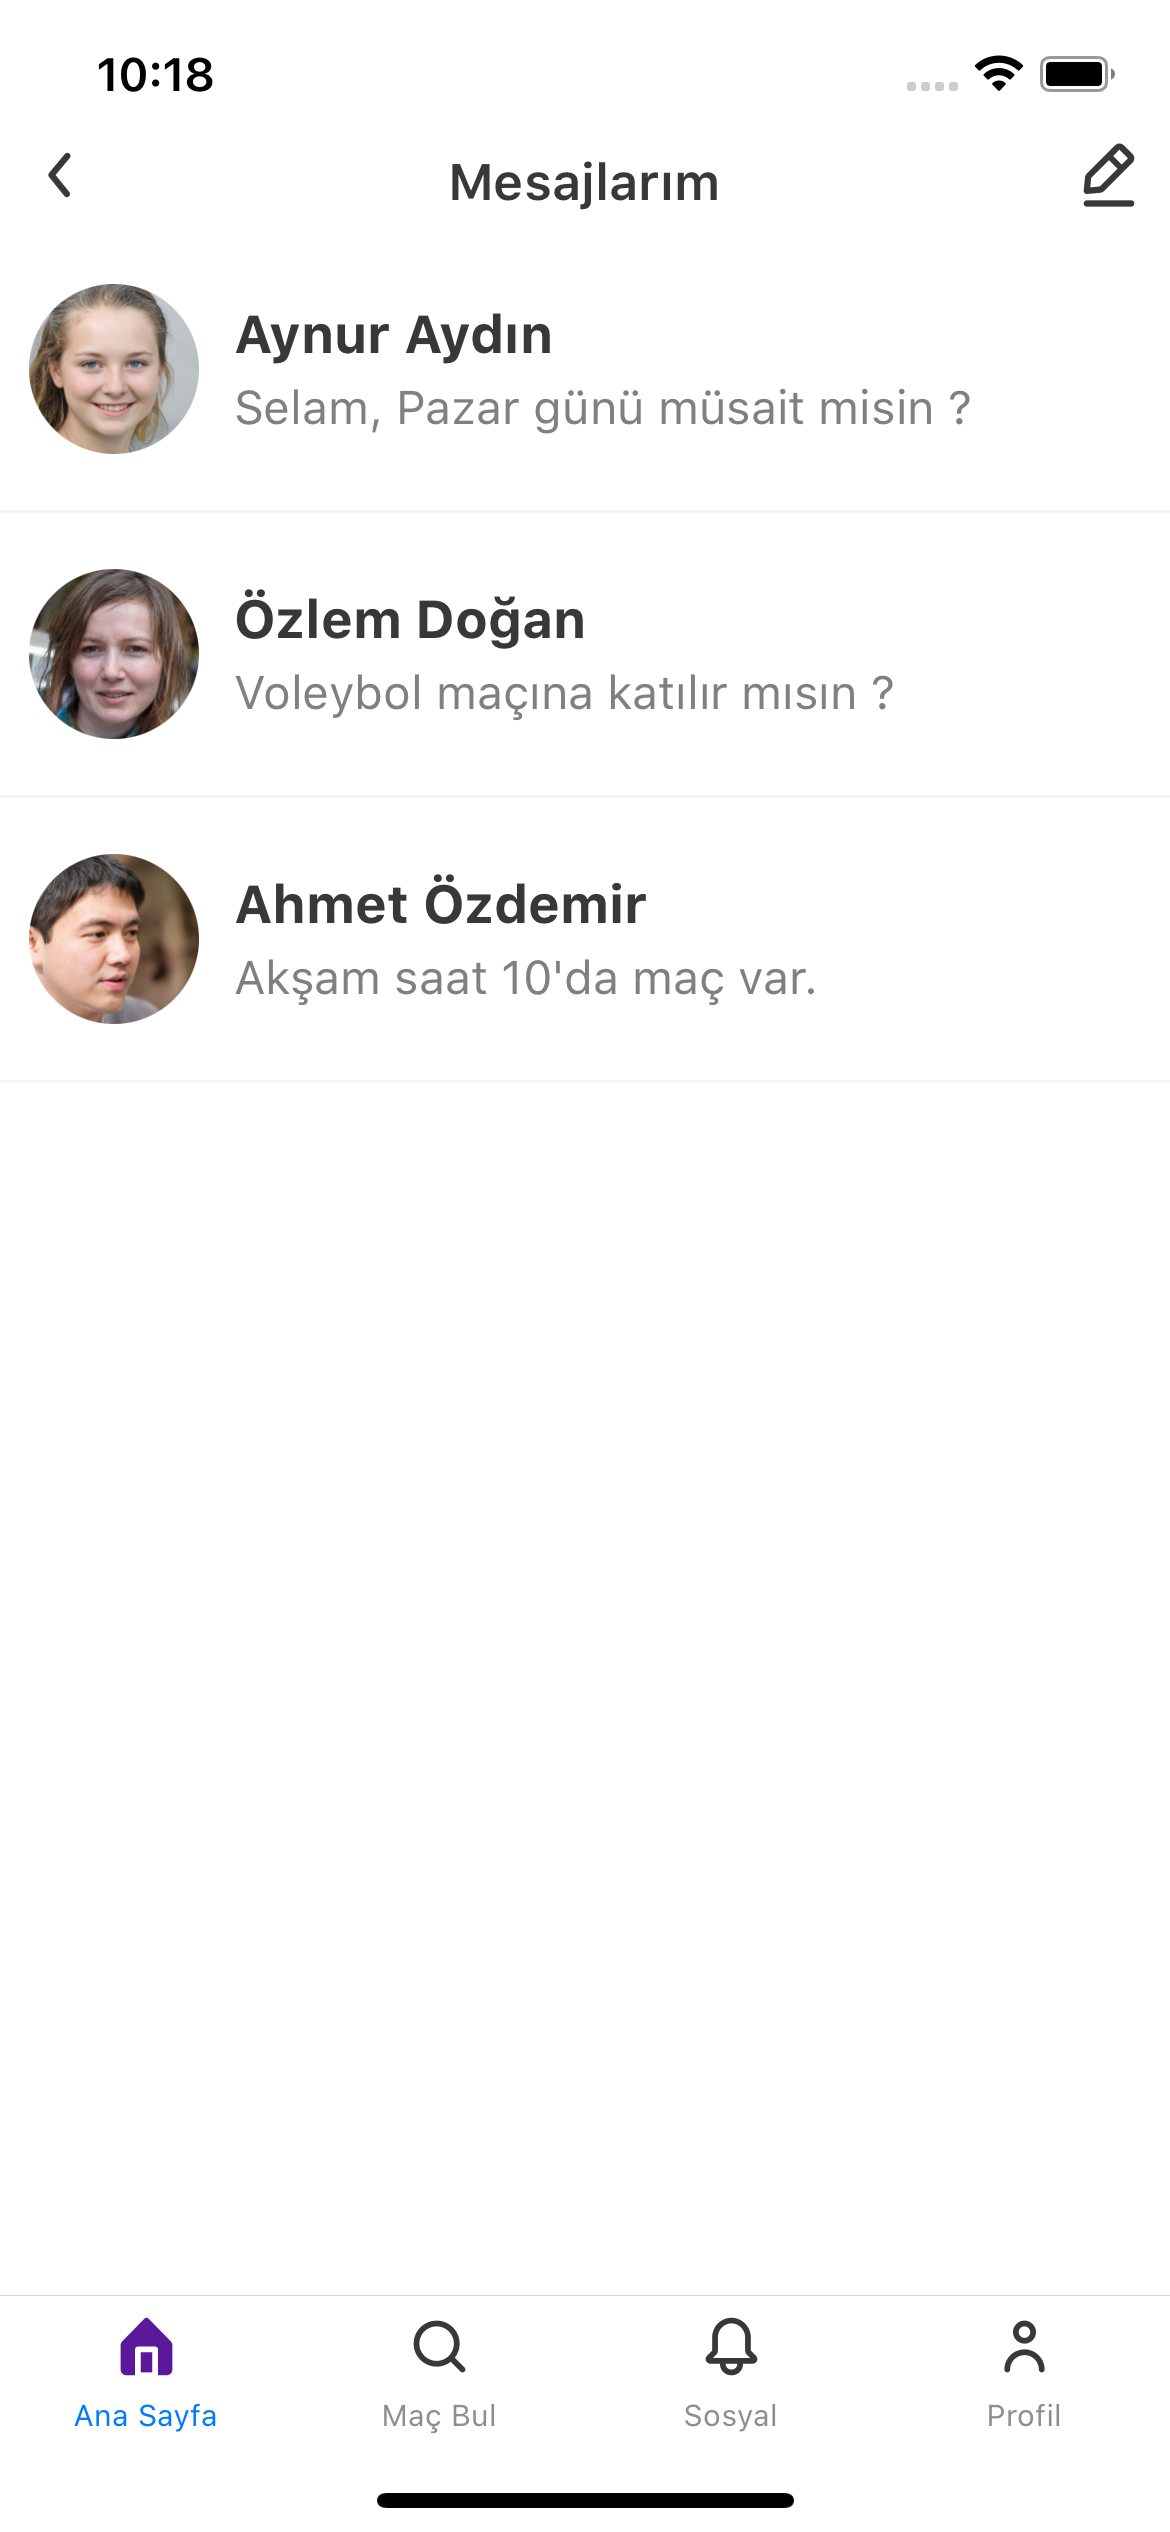 10:18
Mesajlarım
Aynur Aydın
Selam, Pazar günü müsait misin ?
Özlem Doğan
Voleybol maçına katılır mısın ?
Ahmet Özdemir
Akşam saat 10'da maç var.
Ana Sayfa
Maç Bul
Sosyal
Profil